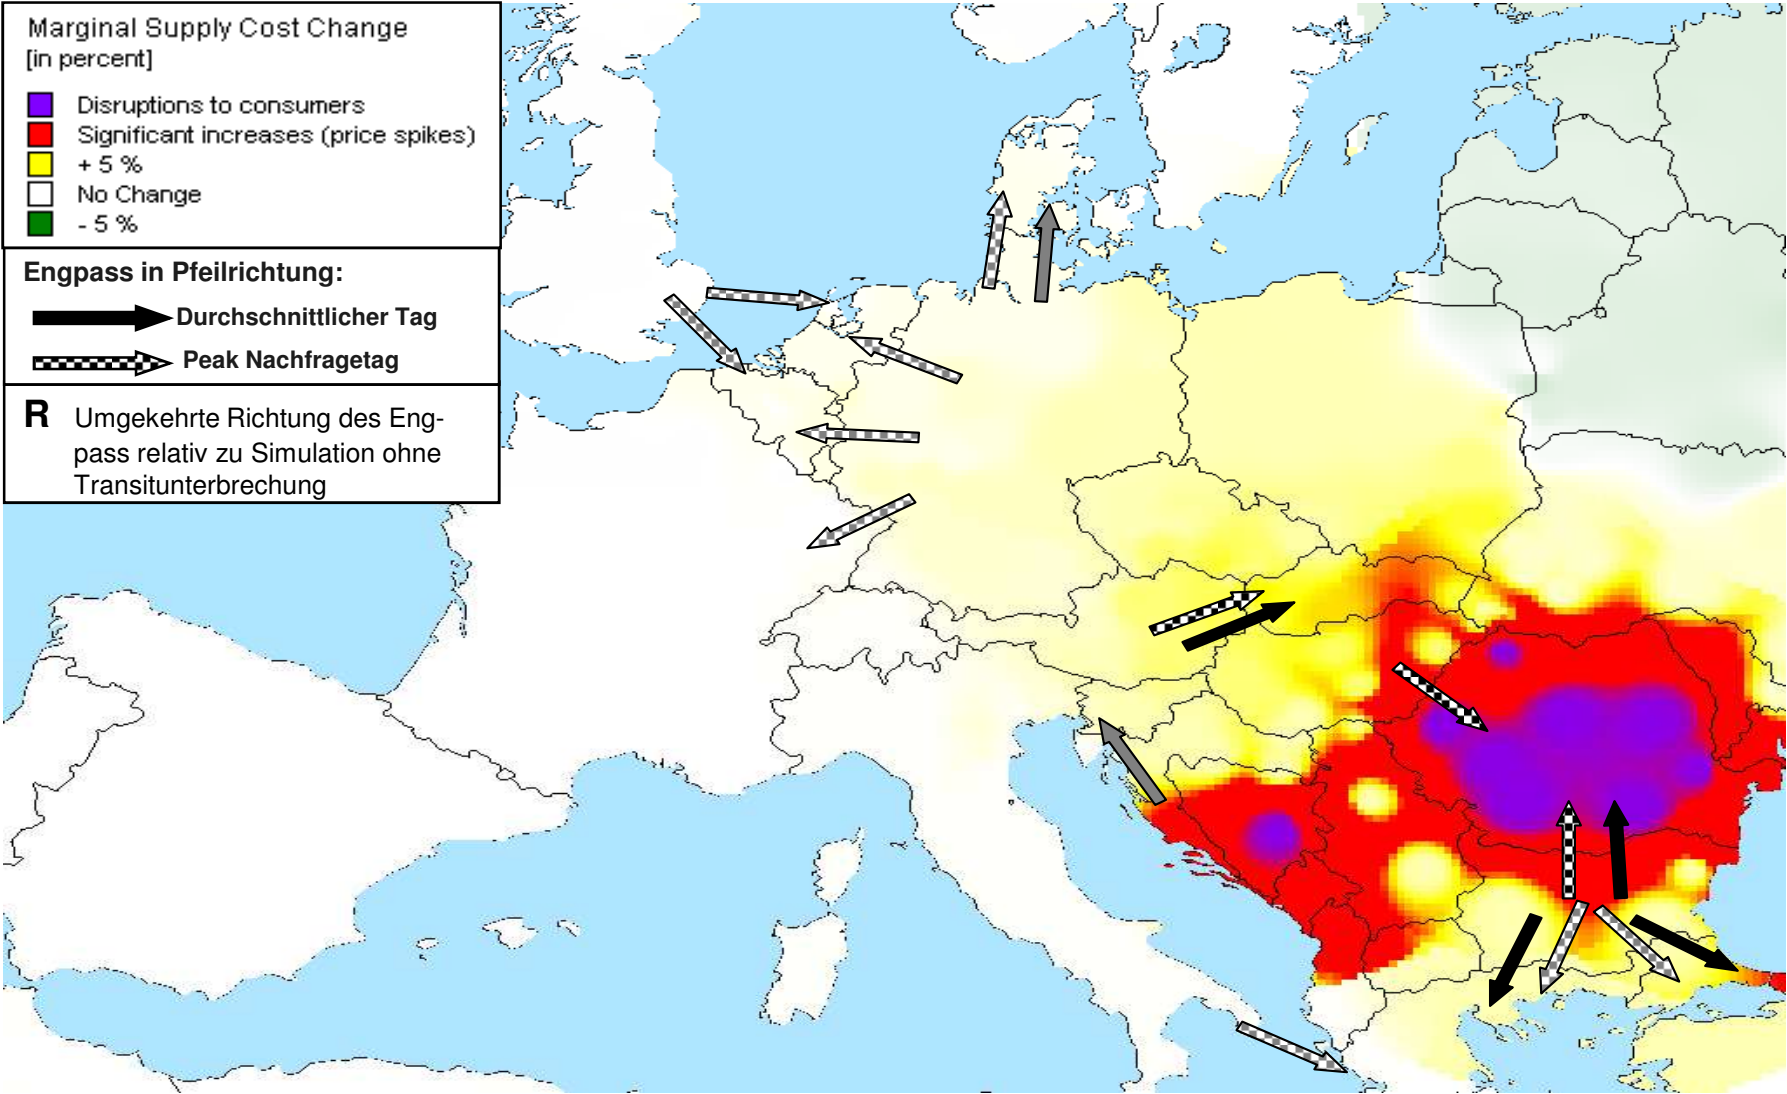 Marginal Supply Cost Change
[in percent]
Disruptions to consumers
Significant increases (price spikes)
+ 5 %
No Change
- 5 %
Engpass in Pfeilrichtung:
Durchschnittlicher Tag
Peak Nachfragetag
R Umgekehrte Richtung des Eng-
pass relativ zu Simulation ohne
Transitunterbrechung